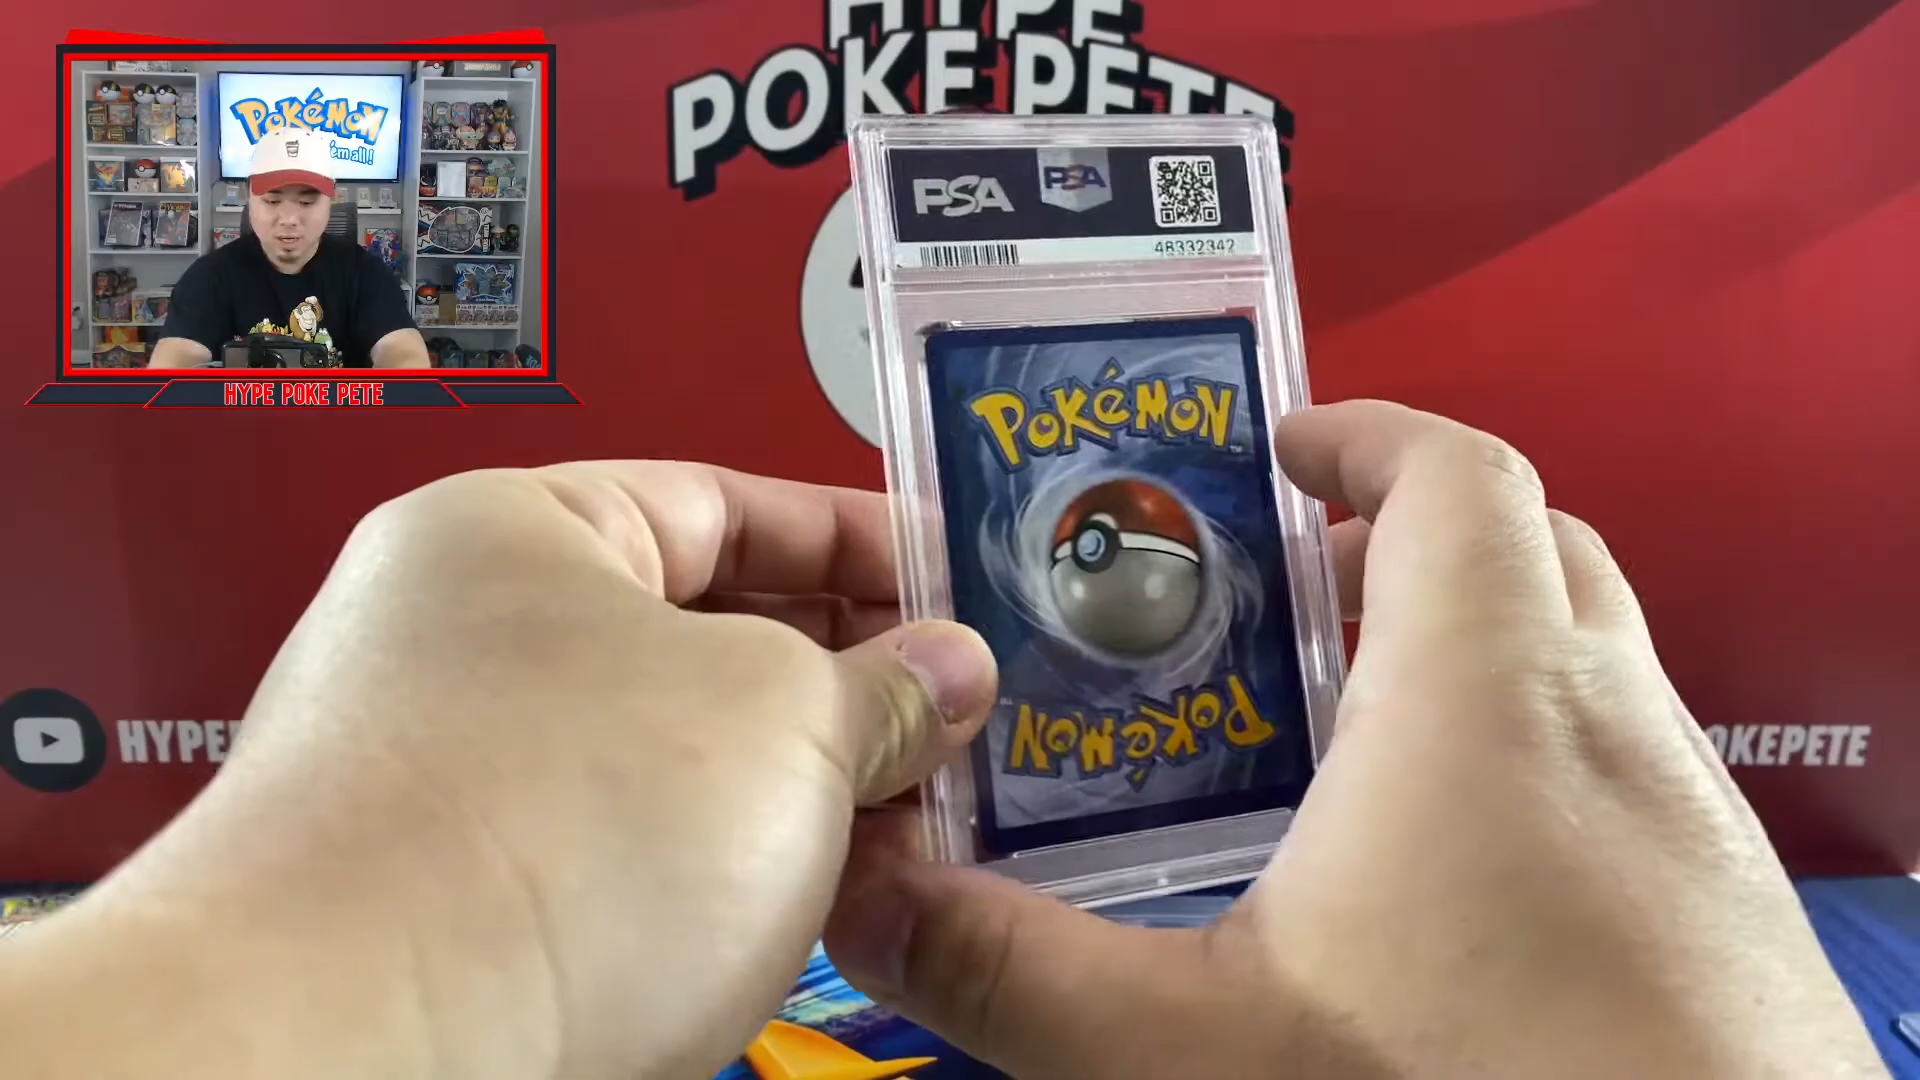 HYPE
POKE PETE
Pokémon
'em all!
HYPE POKE PETE
PSA
PSA
48332342
Pokémon
Pokémon
HYPE
OKEPETE